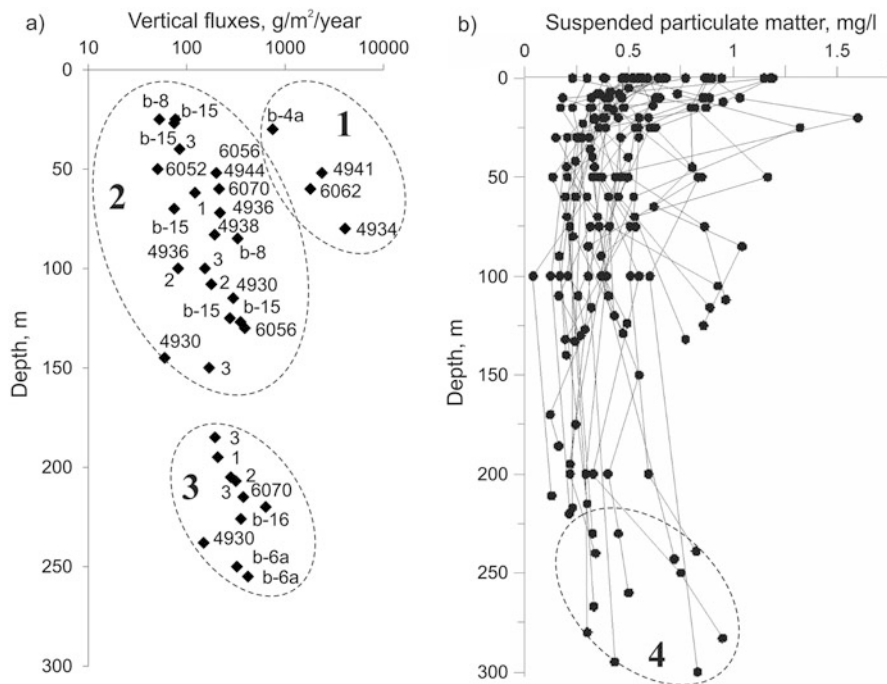 a) Vertical fluxes, g/m²/year
10 100 1000 10000
0
50
100
150
200
250
300
Depth, m
b-8 b-15
b-4a
1
b-15 3
6056
6052 4944
4941
2
6070
6062
1 4936
b-15
4938
4934
4936
b-8
3
2
2 4930
b-15 b-15
6056
4930
3
3
1
3
2
3 6070
b-16
4930
b-6a
b-6a
b) Suspended particulate matter, mg/l
0 0.5 1 1.5
0
50
100
150
200
250
300
Depth, m
4